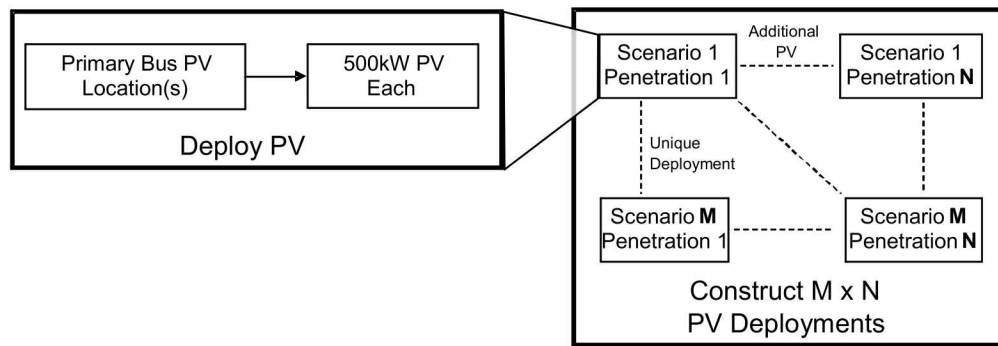 Primary Bus PV
Location(s)
500kW PV
Each
Deploy PV
Scenario 1
Penetration 1
Additional
PV
Scenario 1
Penetration N
Unique
Deployment
Scenario M
Penetration 1
Scenario M
Penetration N
Construct M x N
PV Deployments